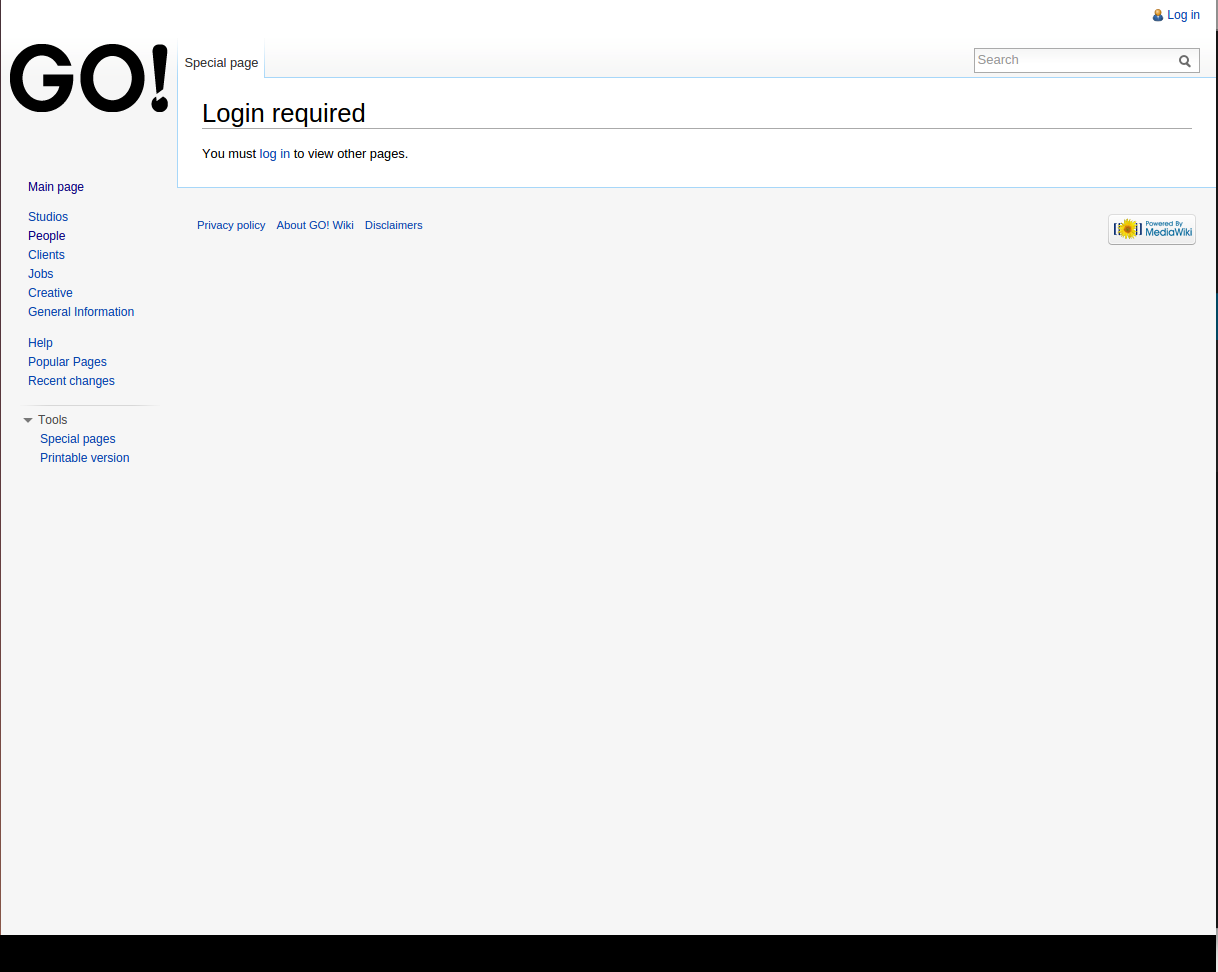 Log in
GO!
Special page
Search
Login required
You must log in to view other pages.
Main page
Studios
People
Clients
Jobs
Creative
General Information
Help
Popular Pages
Recent changes
Tools
Special pages
Printable version
Privacy policy About GO! Wiki Disclaimers
Powered By
MediaWiki